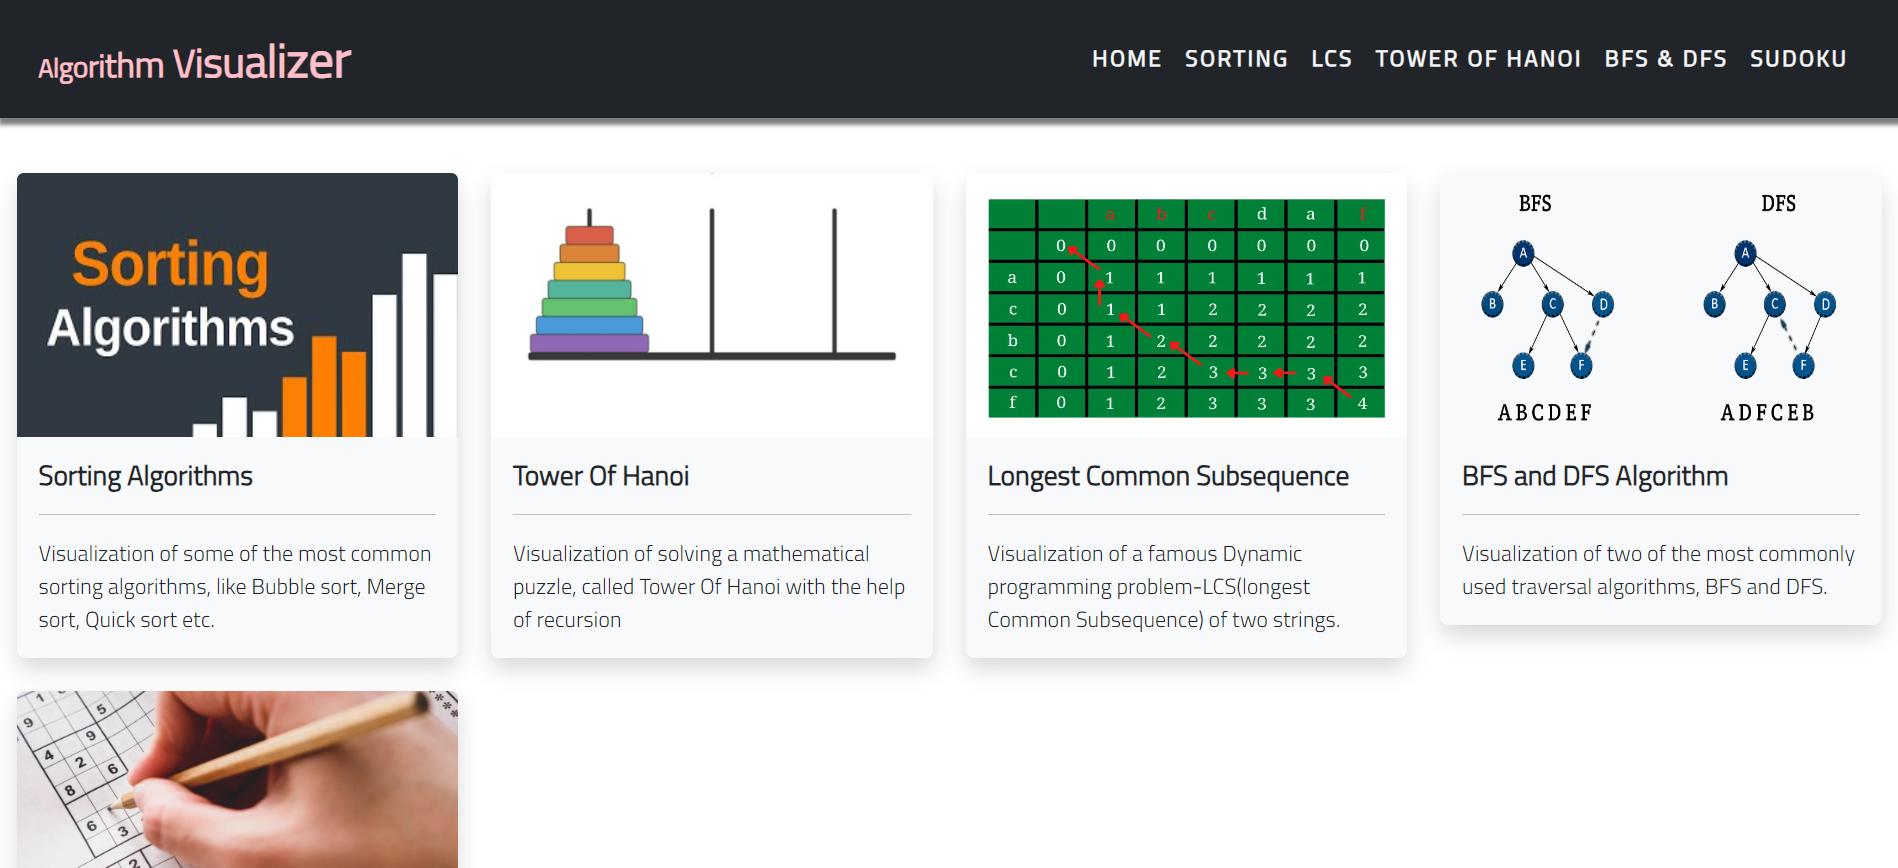 Algorithm Visualizer
HOME SORTING LCS TOWER OF HANOI BFS & DFS SUDOKU
Sorting
Algorithms
Sorting Algorithms
Visualization of some of the most common
sorting algorithms, like Bubble sort, Merge
sort, Quick sort etc.
Tower Of Hanoi
Visualization of solving a mathematical
puzzle, called Tower Of Hanoi with the help
of recursion
a b c d a f
0 0 0 0 0 0 0
a 0 1 1 1 1 1 1
c 0 1 1 2 2 2 2
b 0 1 2 2 2 2 2
c 0 1 2 3 3 3 3
f 0 1 2 3 3 3 4
Longest Common Subsequence
Visualization of a famous Dynamic
programming problem-LCS(longest
Common Subsequence) of two strings.
BFS
A
B C D
E F
A B C D E F
DFS
A
B C D
E F
A D F C E B
BFS and DFS Algorithm
Visualization of two of the most commonly
used traversal algorithms, BFS and DFS.
1
9 5
4 9
2
8 6
6 3
2